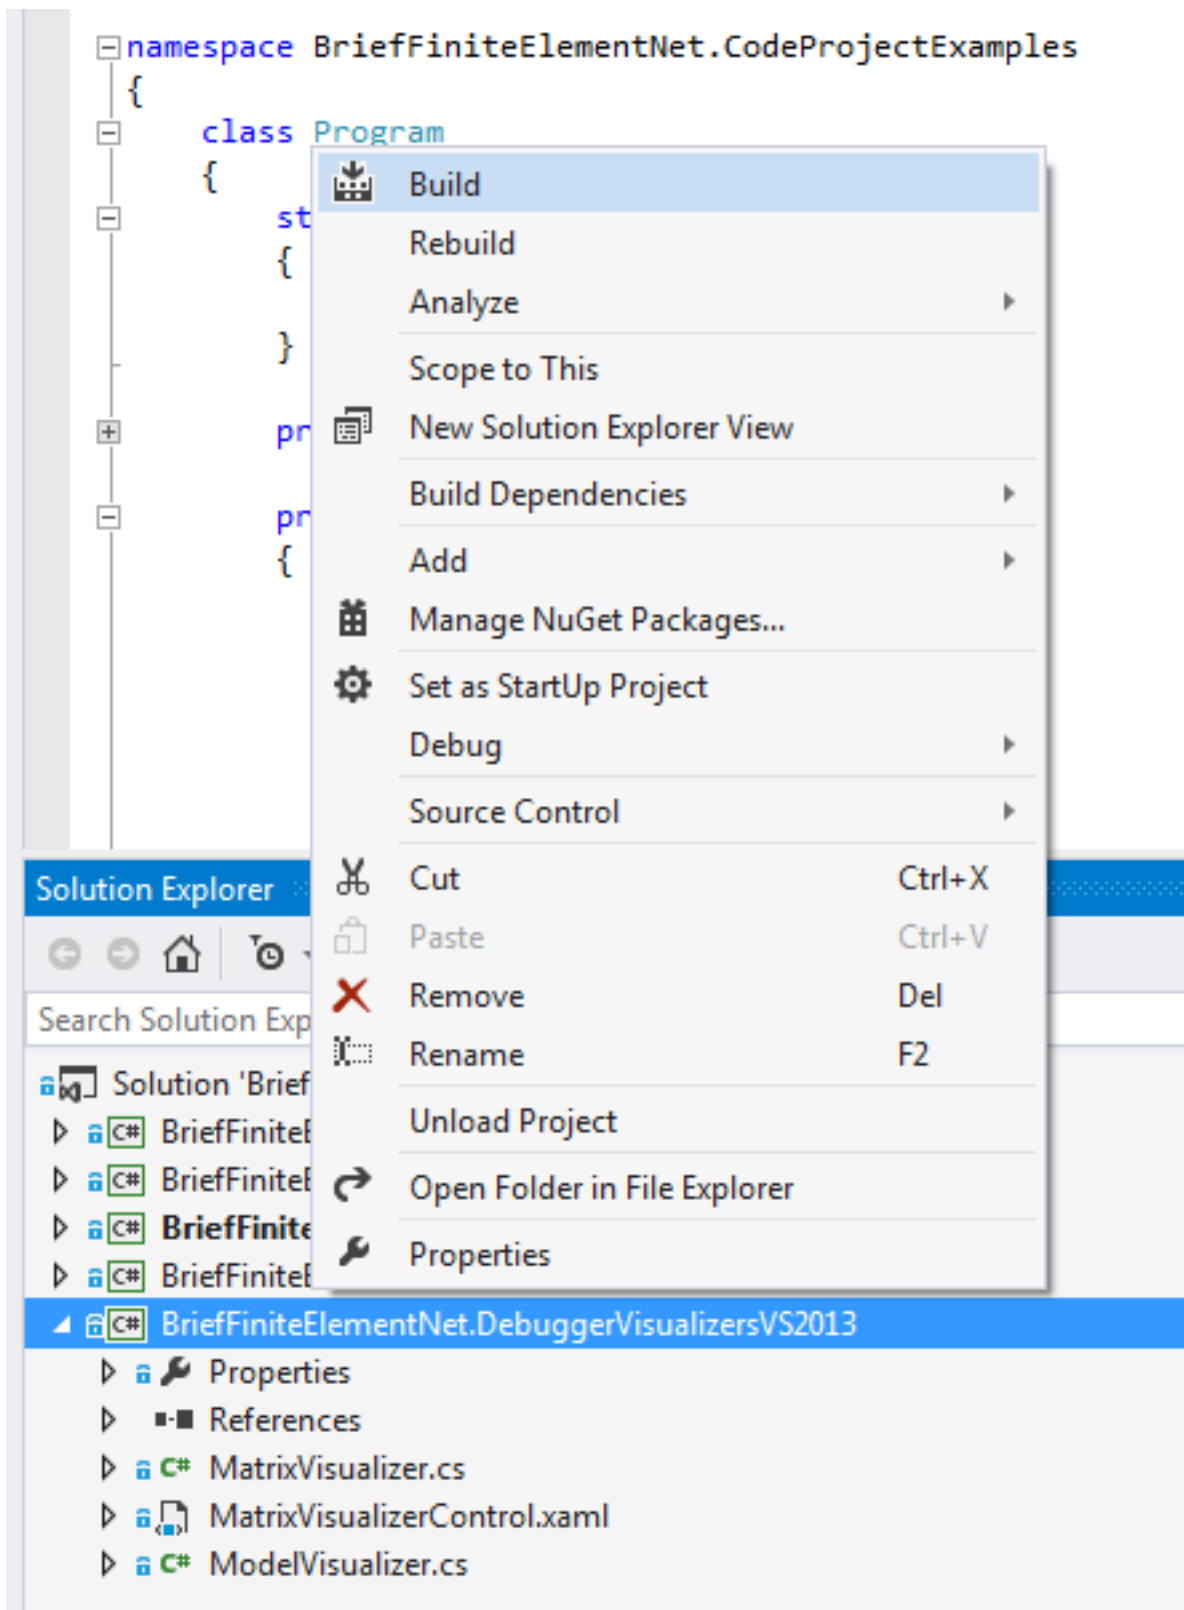 namespace BriefFiniteElementNet.CodeProjectExamples
{
class Program
{
Build
st
Rebuild
{
Analyze
}
Scope to This
pr
New Solution Explorer View
Build Dependencies
pr
{
Add
Manage NuGet Packages...
Set as StartUp Project
Debug
Source Control
Cut Ctrl+X
Paste Ctrl+V
Remove Del
Rename F2
Unload Project
Open Folder in File Explorer
Properties
Solution Explorer
Search Solution Exp
Solution 'Brief
C# BriefFiniteE
C# BriefFiniteE
C# BriefFinite
C# BriefFiniteE
C# BriefFiniteElementNet.DebuggerVisualizersVS2013
Properties
References
C# MatrixVisualizer.cs
MatrixVisualizerControl.xaml
C# ModelVisualizer.cs